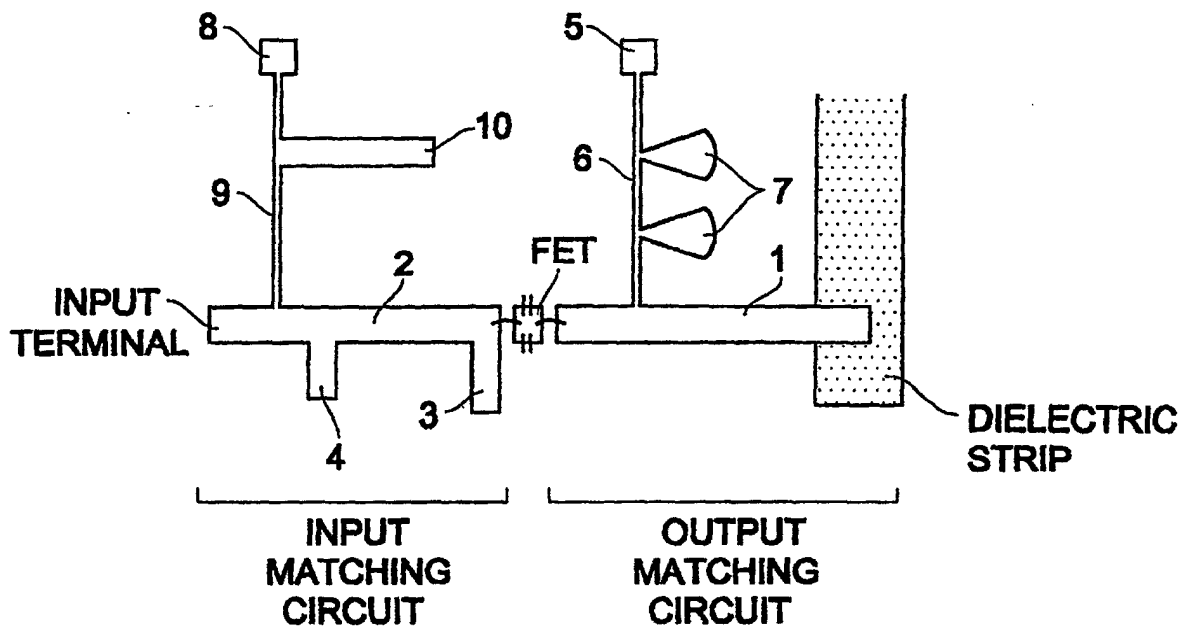 8
5
10
6
7
9
FET
1
2
INPUT
TERMINAL
3
4
DIELECTRIC
STRIP
INPUT
MATCHING
CIRCUIT
OUTPUT
MATCHING
CIRCUIT